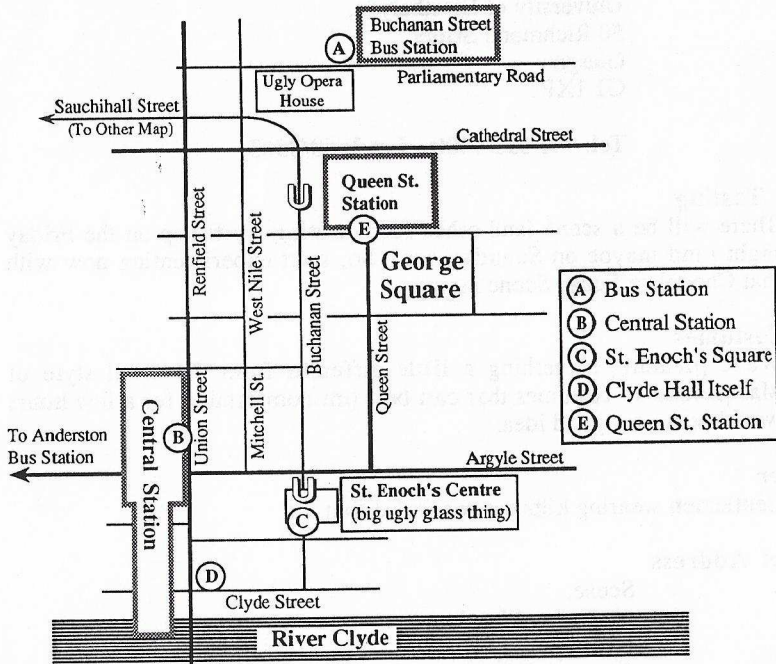 Buchanan Street
Bus Station
A
Parliamentary Road
Ugly Opera
House
Sauchihall Street
(To Other Map)
Cathedral Street
Queen St.
Station
E
Renfield Street
West Nile Street
Buchanan Street
George
Square
Queen Street
A Bus Station
B Central Station
C St. Enoch's Square
D Clyde Hall Itself
E Queen St. Station
Central Station
B
Union Street
Mitchell St.
To Anderston
Bus Station
Argyle Street
St. Enoch's Centre
(big ugly glass thing)
C
D
Clyde Street
River Clyde